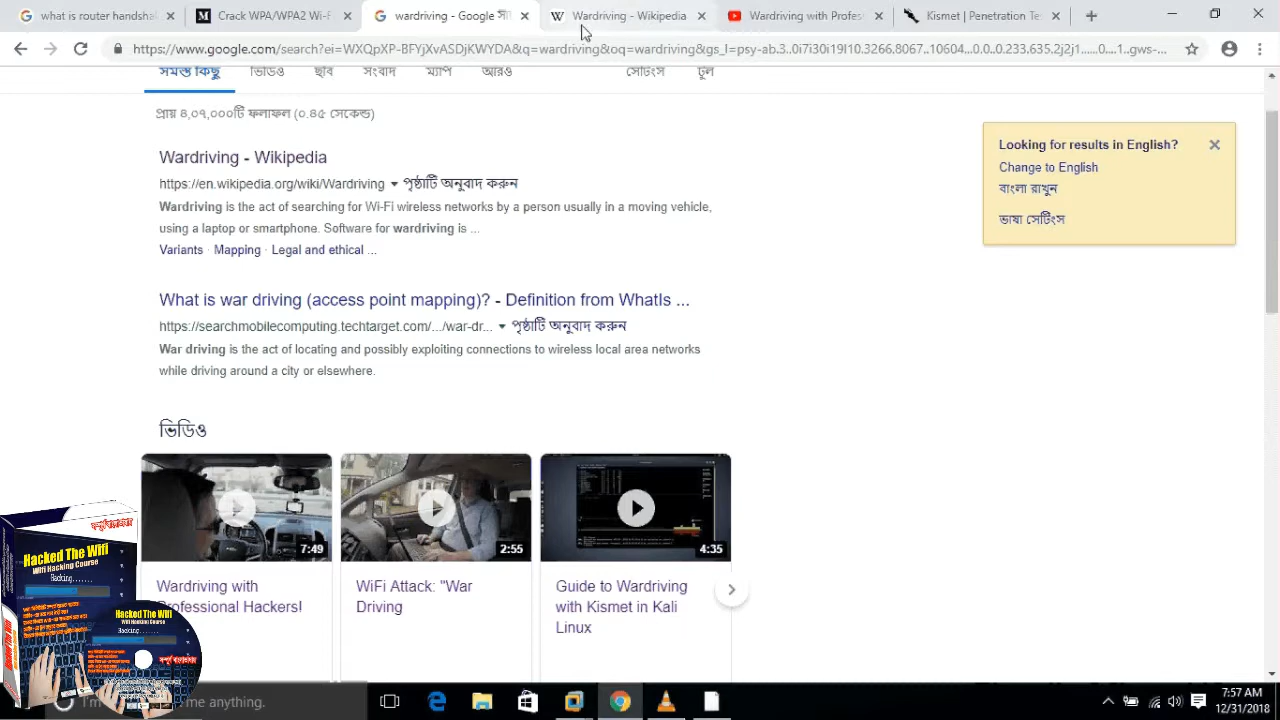 what is router handshak
Crack WPA/WPA2 Wi-F
wardriving - Google সা
Wardriving - Wikipedia
Wardriving with Profes
Kismet | Penetration Te
https://www.google.com/search?ei=WXQpXP-BFYjXvASDjKWYDA&q=wardriving&oq=wardriving&gs_l=psy-ab.3..0i7i30i19l10.3266.8067..10604...0.0..0.233.635.2j2j1......0....1..gws-...
সমস্ত কিছু ভিডিও ছবি সংবাদ ম্যাপ আরও সেটিংস টুল
প্রায় ৪,০৭,০০০টি ফলাফল (০.৪৫ সেকেন্ড)
Wardriving - Wikipedia
https://en.wikipedia.org/wiki/Wardriving পৃষ্ঠাটি অনুবাদ করুন
Wardriving is the act of searching for Wi-Fi wireless networks by a person usually in a moving vehicle,
using a laptop or smartphone. Software for wardriving is ...
Variants · Mapping · Legal and ethical ...
What is war driving (access point mapping)? - Definition from WhatIs ...
https://searchmobilecomputing.techtarget.com/.../war-dr... পৃষ্ঠাটি অনুবাদ করুন
War driving is the act of locating and possibly exploiting connections to wireless local area networks
while driving around a city or elsewhere.
Looking for results in English?
Change to English
বাংলা রাখুন
ভাষা সেটিংস
ভিডিও
7:49
2:55
4:35
Wardriving with
Professional Hackers!
WiFi Attack: "War
Driving
Guide to Wardriving
with Kismet in Kali
Linux
Hacked The Wifi
Wifi Hacking Course
Hacking.......
Hacked The Wifi
Wifi Hacking Course
Hacking.......
me anything.
7:57 AM
12/31/2018